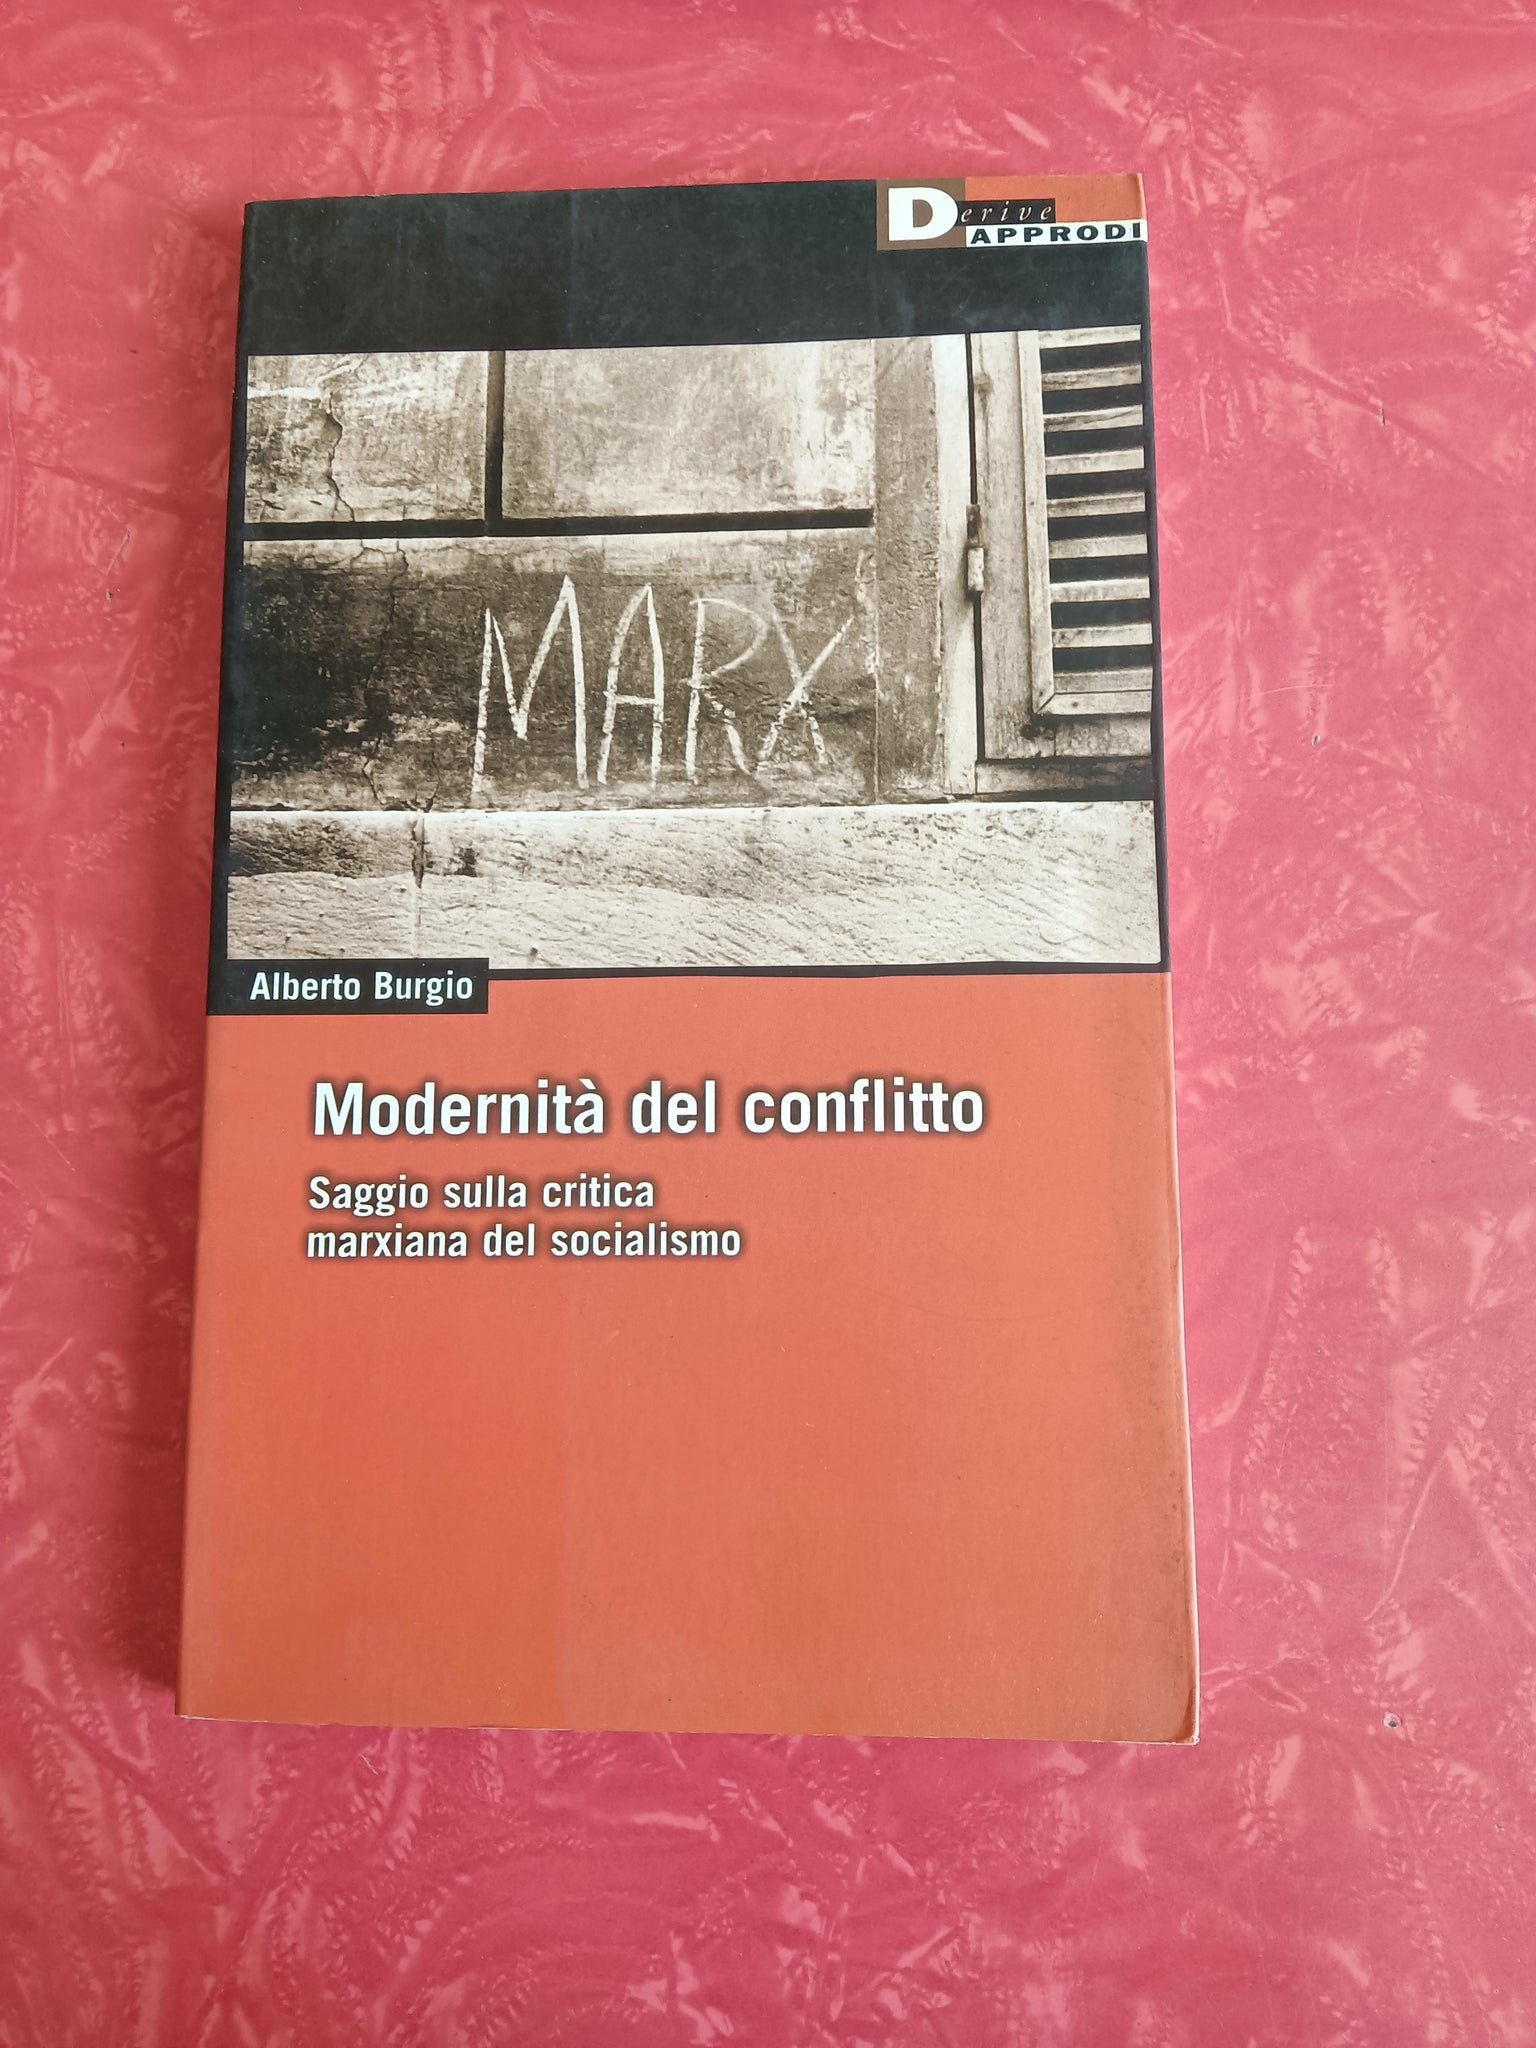 Derive
APPRODI
MARX
Alberto Burgio
Modernità del conflitto
Saggio sulla critica
marxiana del socialismo